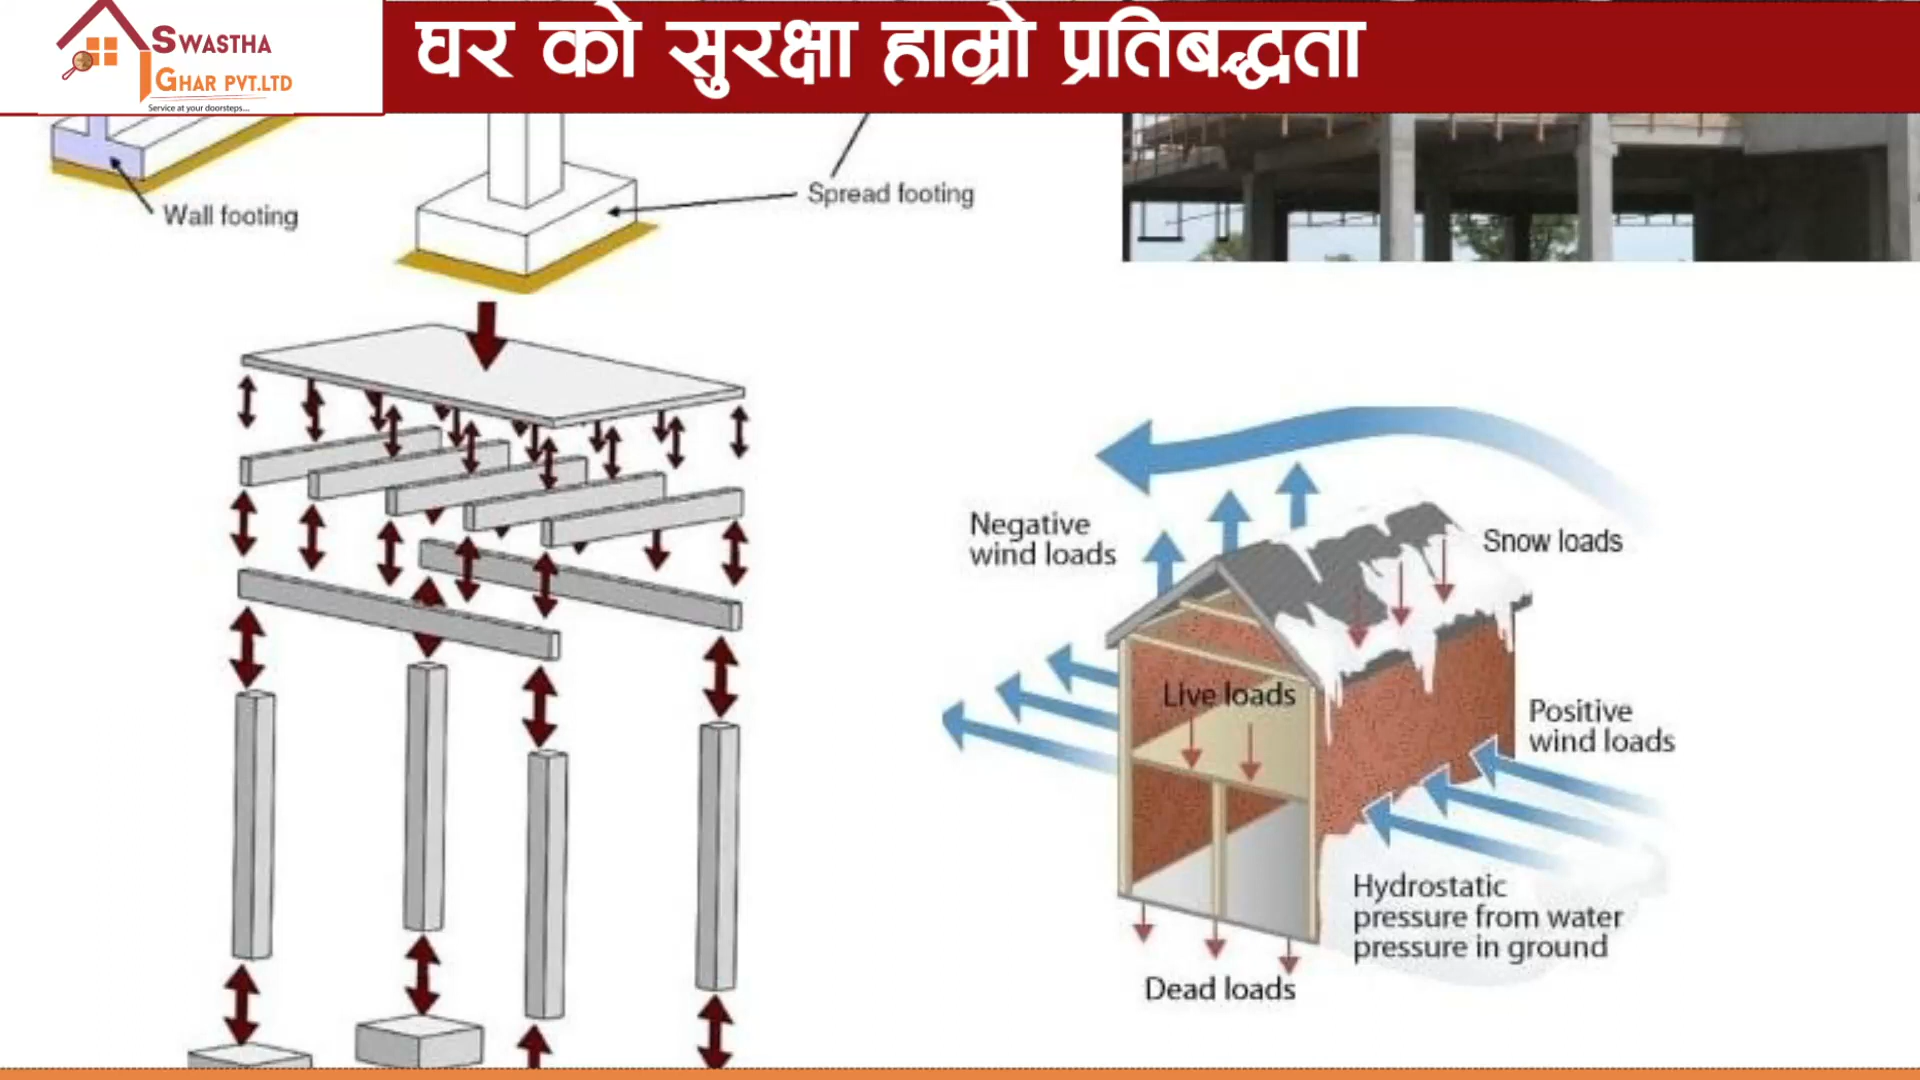 SWASTHA
GHAR PVT.LTD
Service at your doorsteps...
घर को सुरक्षा हाम्रो प्रतिबद्धता
Wall footing
Spread footing
Negative
wind loads
Snow loads
Live loads
Positive
wind loads
Hydrostatic
pressure from water
pressure in ground
Dead loads